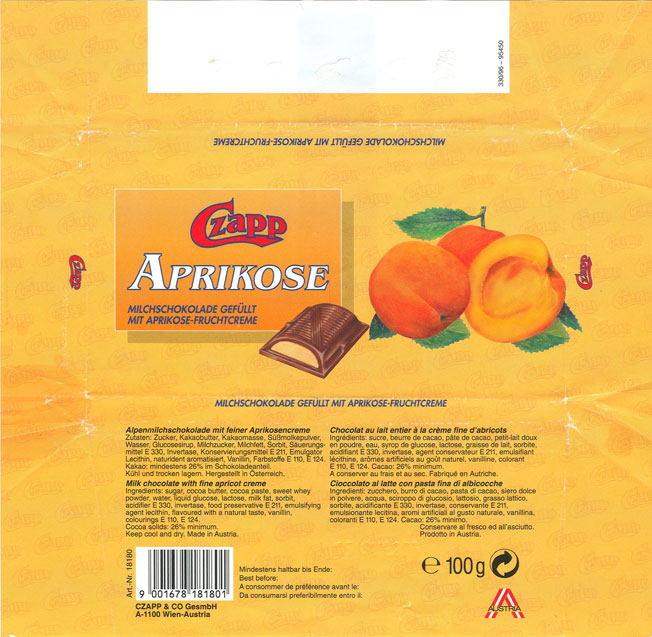 330/96 - 95450
MILCHSCHOKOLADE GEFÜLLT MIT APRIKOSE-FRUCHTCREME
Czapp
APRIKOSE
MILCHSCHOKOLADE GEFÜLLT
MIT APRIKOSE-FRUCHTCREME
Czapp
Czapp
MILCHSCHOKOLADE GEFÜLLT MIT APRIKOSE-FRUCHTCREME
Alpenmilchschokolade mit feiner Aprikosencreme
Zutaten: Zucker, Kakaobutter, Kakaomasse, Süßmolkepulver,
Wasser, Glucosesirup, Milchzucker, Milchfett, Sorbit, Säuerungs-
mittel E 330, Invertase, Konservierungsmittel E 211, Emulgator
Lecithin, naturident aromatisiert, Vanillin, Farbstoffe E 110, E 124.
Kakao: mindestens 26% im Schokoladeanteil.
Kühl und trocken lagern. Hergestellt in Österreich.
Milk chocolate with fine apricot creme
Ingredients: sugar, cocoa butter, cocoa paste, sweet whey
powder, water, liquid glucose, lactose, milk fat, sorbit,
acidifier E 330, invertase, food preservative E 211, emulsifying
agent lecithin, flavoured with a natural taste, vanillin,
colourings E 110, E 124.
Cocoa solids: 26% minimum.
Keep cool and dry. Made in Austria.
Chocolat au lait entier à la crème fine d'abricots
Ingrédients: sucre, beurre de cacao, pâte de cacao, petit-lait doux
en poudre, eau, syrop de glucose, lactose, graisse de lait, sorbite,
acidifiant E 330, invertase, agent conservateur E 211, emulsifiant
lécithine, arômes artificiels au goût naturel, vanilline, colorant
E 110, E 124. Cacao: 26% minimum.
A conserver au frais et au sec. Fabriqué en Autriche.
Cioccolato al latte con pasta fina di albicocche
Ingredienti: zucchero, burro di cacao, pasta di cacao, siero dolce
in polvere, acqua, sciroppo di glucosio, lattosio, grasso lattico,
sorbite, acidificante E 330, invertase, conservante E 211,
emulsionante lecitina, aromi artificiali al gusto naturale, vanillina,
coloranti E 110, E 124. Cacao: 26% minimo.
Conservare al fresco ed all'asciutto.
Prodotto in Austria.
Art.-Nr. 18180
9 001678 181801
CZAPP & CO GesmbH
A-1100 Wien-Austria
Mindestens haltbar bis Ende:
Best before:
A consommer de préférence avant le:
Da consumarsi preferibilmente entro il:
℮ 100 g
AUSTRIA